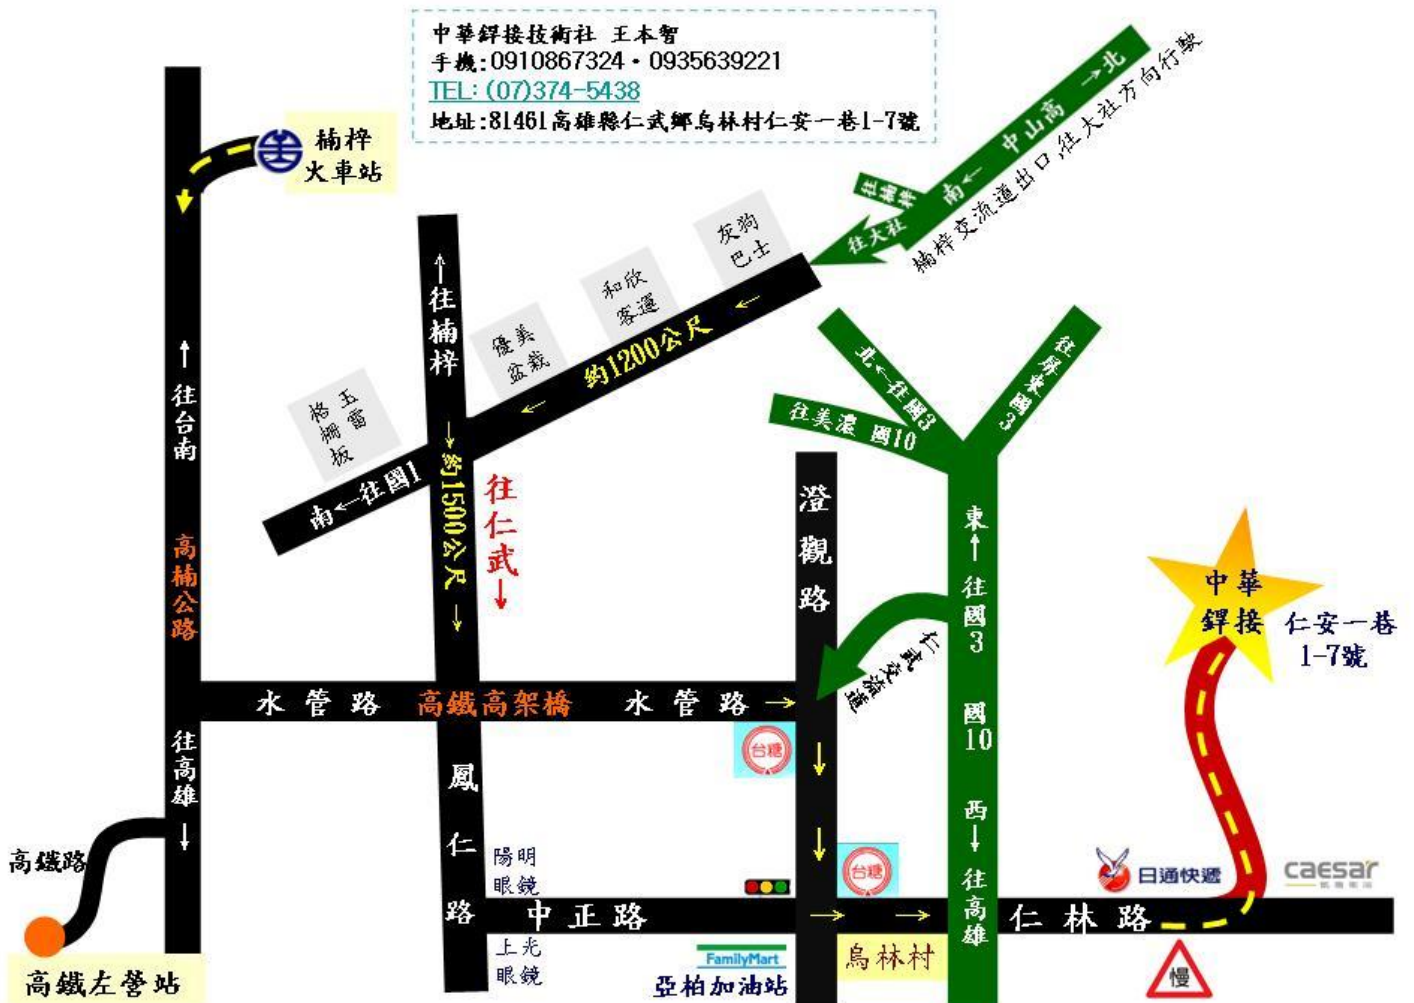 中華銲接技術社 王本智
手機:0910867324・0935639221
TEL: (07)374-5438
地址:81461高雄縣仁武鄉烏林村仁安一巷1-7號
楠梓
火車站
南←中山高→北
往楠梓
往大社
楠梓交流道出口,往大社方向行駛
灰狗
巴士
和欣
客運
優美
盆栽
玉雷
格柵板
←約1200公尺←
南←往國1
←往楠梓
→約1500公尺→
往仁武→
←往台南
高楠公路
往高雄→
北←往國3
往屏東國3
往美濃 國10
東←往國3 國10 西→往高雄
澄觀路
仁武交流道
中華
銲接
仁安一巷
1-7號
水管路 高鐵高架橋 水管路→
台糖
鳳仁路
陽明
眼鏡
台糖
日通快遞
caesar
高鐵路
中正路
→ →
仁林路
上光
眼鏡
FamilyMart
亞柏加油站
烏林村
慢
高鐵左營站